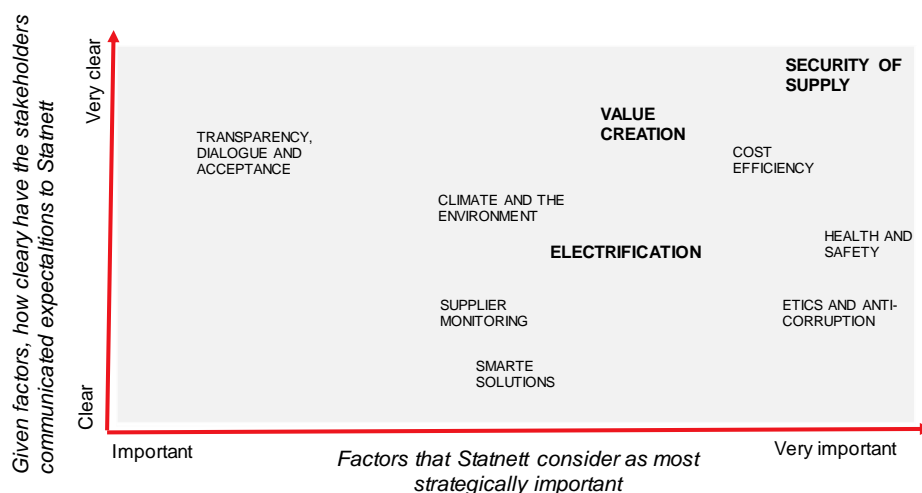 Given factors, how cleary have the stakeholders
communicated expectaltions to Statnett
Very clear
Clear
SECURITY OF
SUPPLY
VALUE
CREATION
TRANSPARENCY,
DIALOGUE AND
ACCEPTANCE
COST
EFFICIENCY
CLIMATE AND THE
ENVIRONMENT
HEALTH AND
SAFETY
ELECTRIFICATION
SUPPLIER
MONITORING
ETICS AND ANTI-
CORRUPTION
SMARTE
SOLUTIONS
Important
Very important
Factors that Statnett consider as most
strategically important